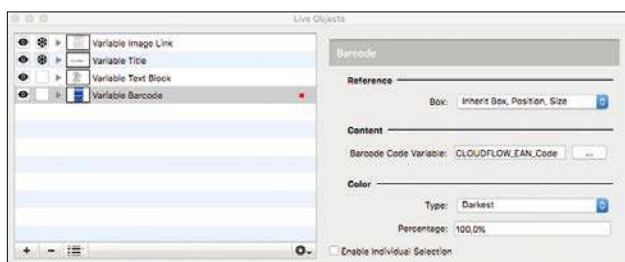 Live Objects
Variable Image Link
Variable Title
Variable Text Block
Variable Barcode
Barcode
Reference
Box: Inherit Box, Position, Size
Content
Barcode Code Variable: CLOUDFLOW_EAN_Code ...
Color
Type: Darkest
Percentage: 100,0%
Enable Individual Selection